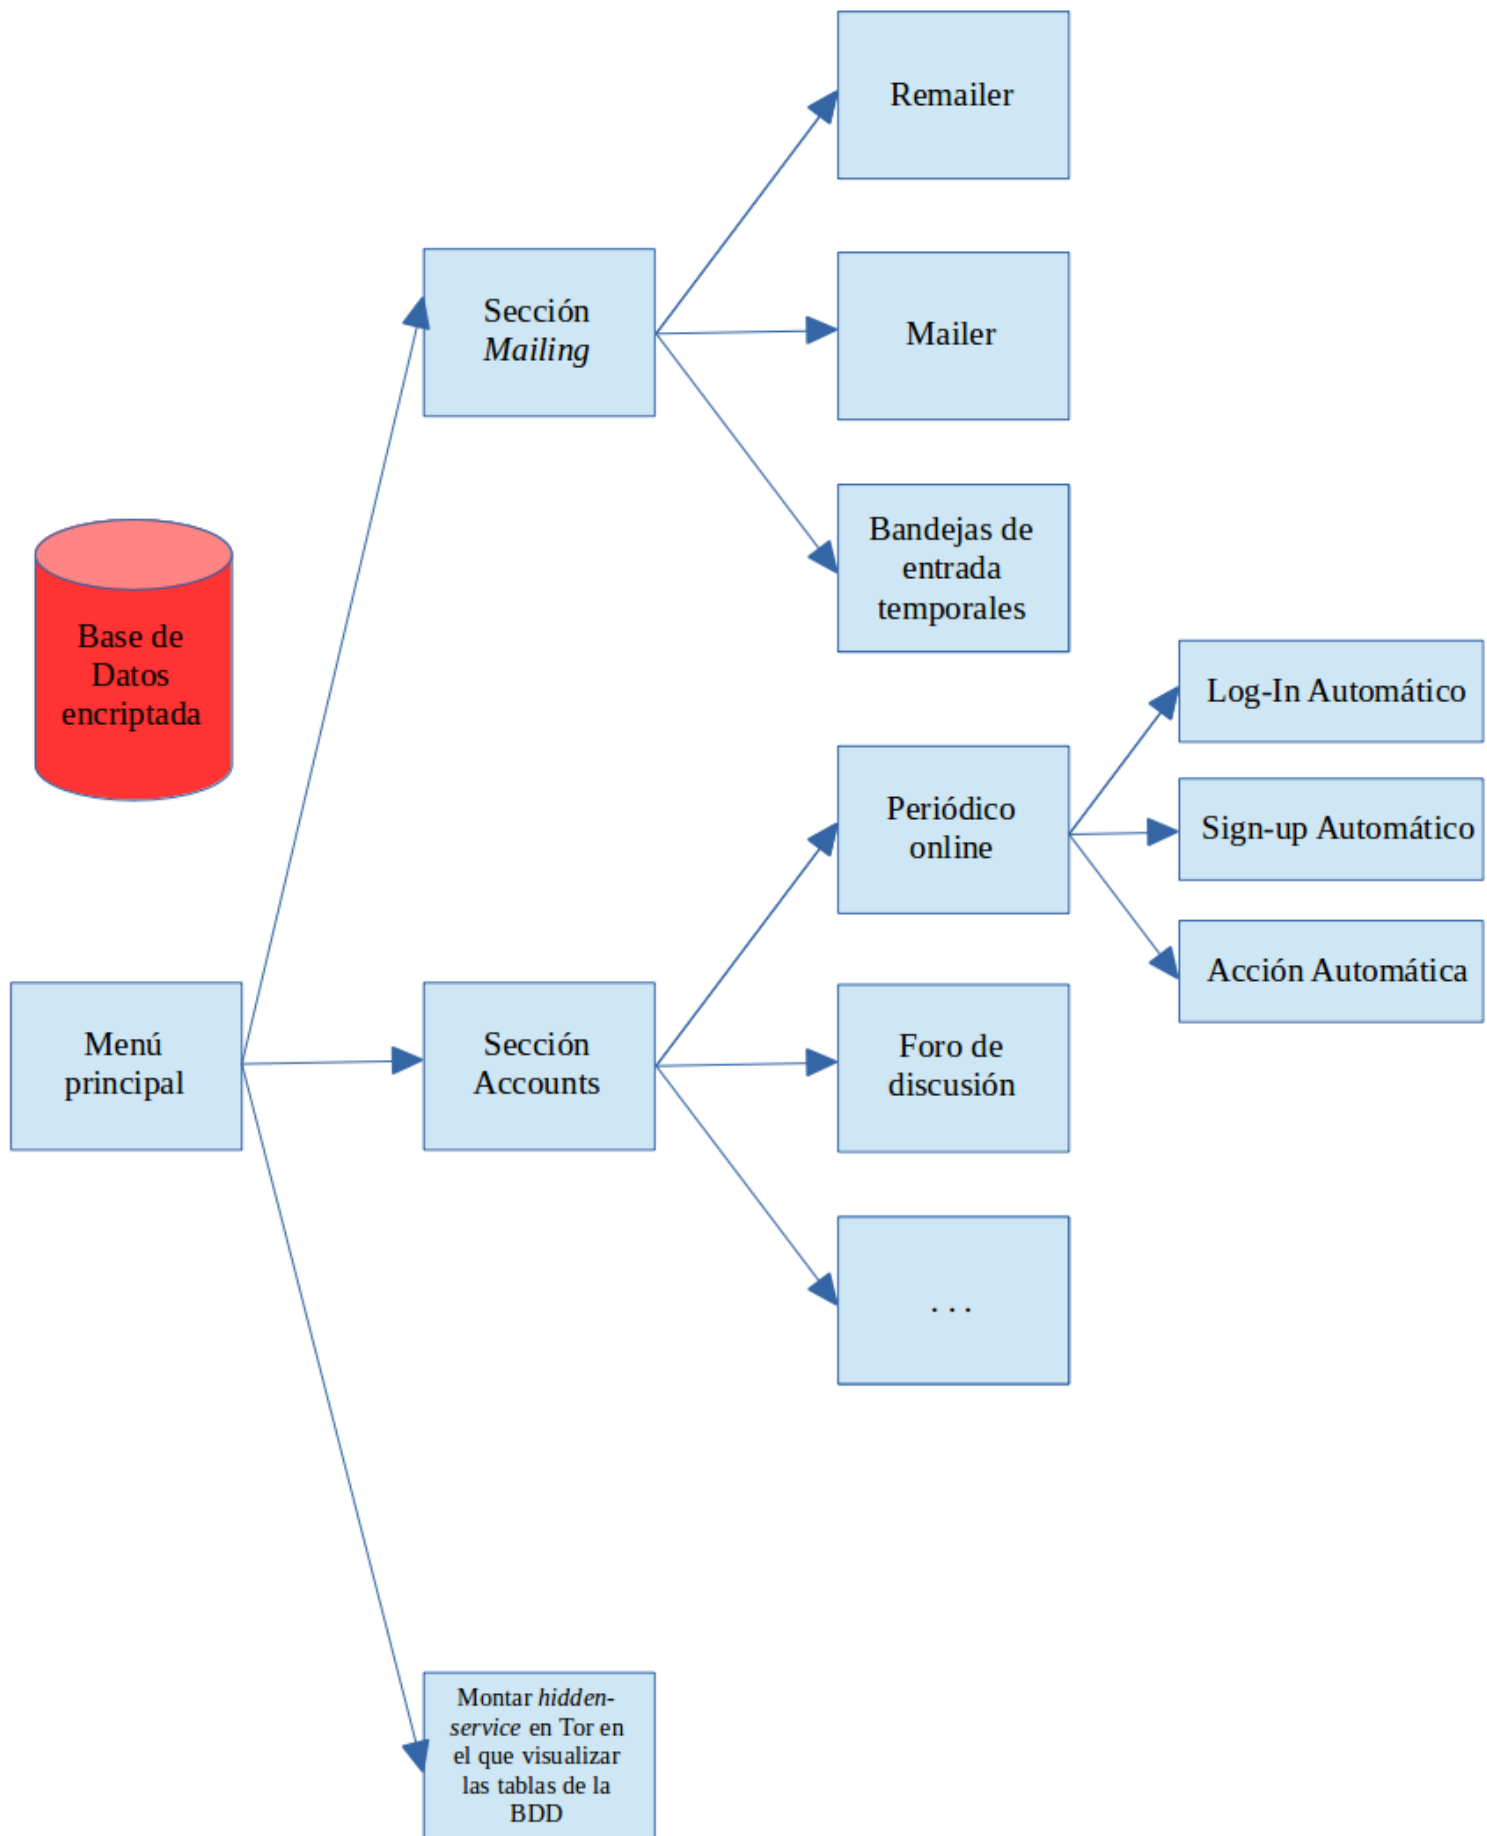 Remailer
Sección
Mailing
Mailer
Bandejas de
entrada
temporales
Base de
Datos
encriptada
Log-In Automático
Periódico
online
Sign-up Automático
Acción Automática
Menú
principal
Sección
Accounts
Foro de
discusión
. . .
Montar hidden-
service en Tor en
el que visualizar
las tablas de la
BDD